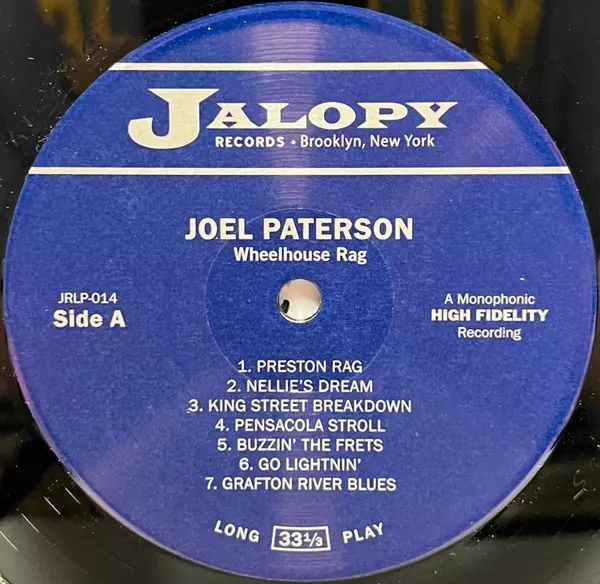 JALOPY
RECORDS • Brooklyn, New York
JOEL PATERSON
Wheelhouse Rag
JRLP-014
Side A
A Monophonic
HIGH FIDELITY
Recording
1. PRESTON RAG
2. NELLIE'S DREAM
3. KING STREET BREAKDOWN
4. PENSACOLA STROLL
5. BUZZIN' THE FRETS
6. GO LIGHTNIN'
7. GRAFTON RIVER BLUES
LONG 33 1/3 PLAY